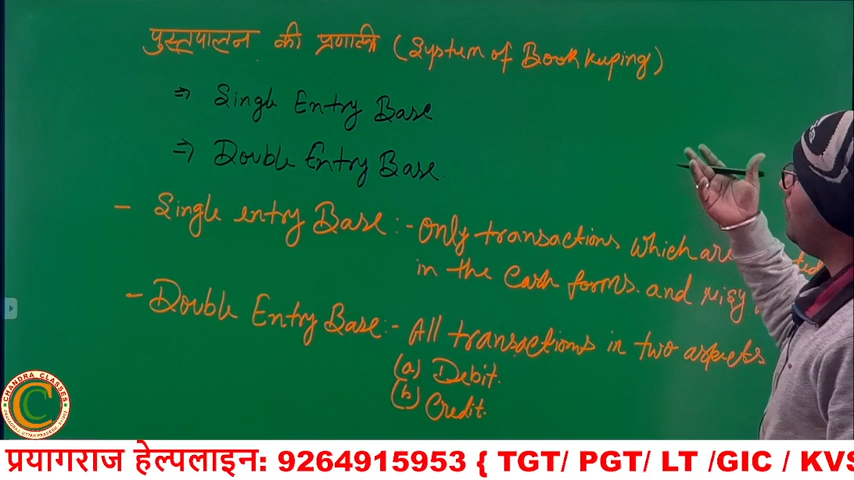 पुस्तपालन की प्रणाली (System of Book kuping)
⇒ Single Entry Base
⇒ Double Entry Base.
- Single entry Base :- Only transactions which are
in the Cash forms. and
- Double Entry Base :- All transactions in two aspects
(a) Debit.
(b) Credit.
CHANDRA CLASSES
प्रयागराज हेल्पलाइन: 9264915953 { TGT/ PGT/ LT /GIC / KVS